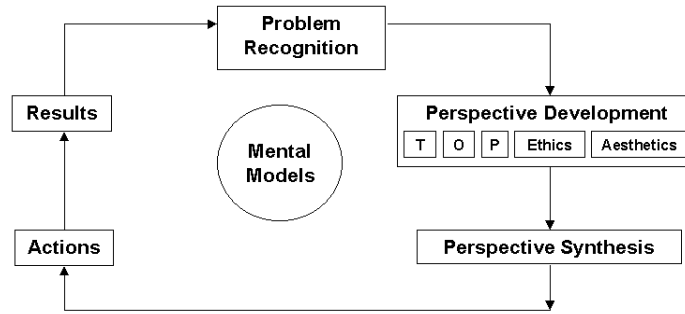 Problem
Recognition
Results
Perspective Development
T O P Ethics Aesthetics
Mental
Models
Actions
Perspective Synthesis